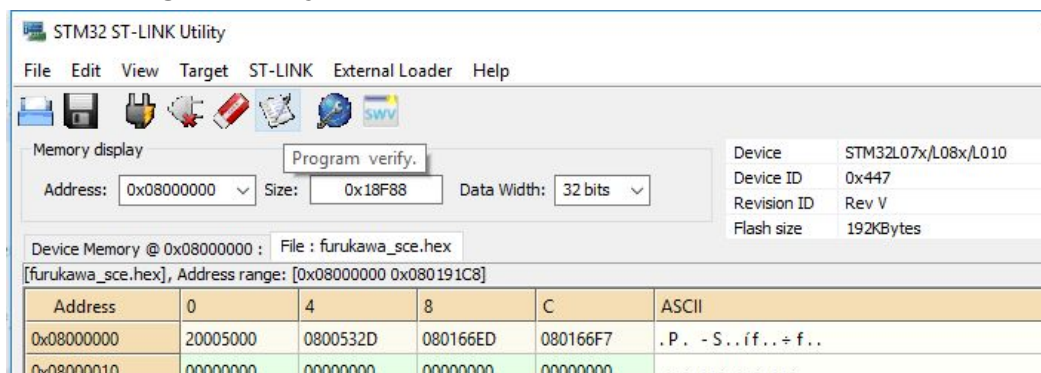 STM32 ST-LINK Utility
File Edit View Target ST-LINK External Loader Help
SWV
Memory display
Program verify.
Device STM32L07x/L08x/L010
Address: 0x08000000 Size: 0x18F88 Data Width: 32 bits
Device ID 0x447
Revision ID Rev V
Flash size 192KBytes
Device Memory @ 0x08000000 : File : furukawa_sce.hex
[furukawa_sce.hex], Address range: [0x08000000 0x080191C8]
Address 0 4 8 C ASCII
0x08000000 20005000 0800532D 080166ED 080166F7 .P. -S..íf..÷f..
0x08000010 00000000 00000000 00000000 00000000